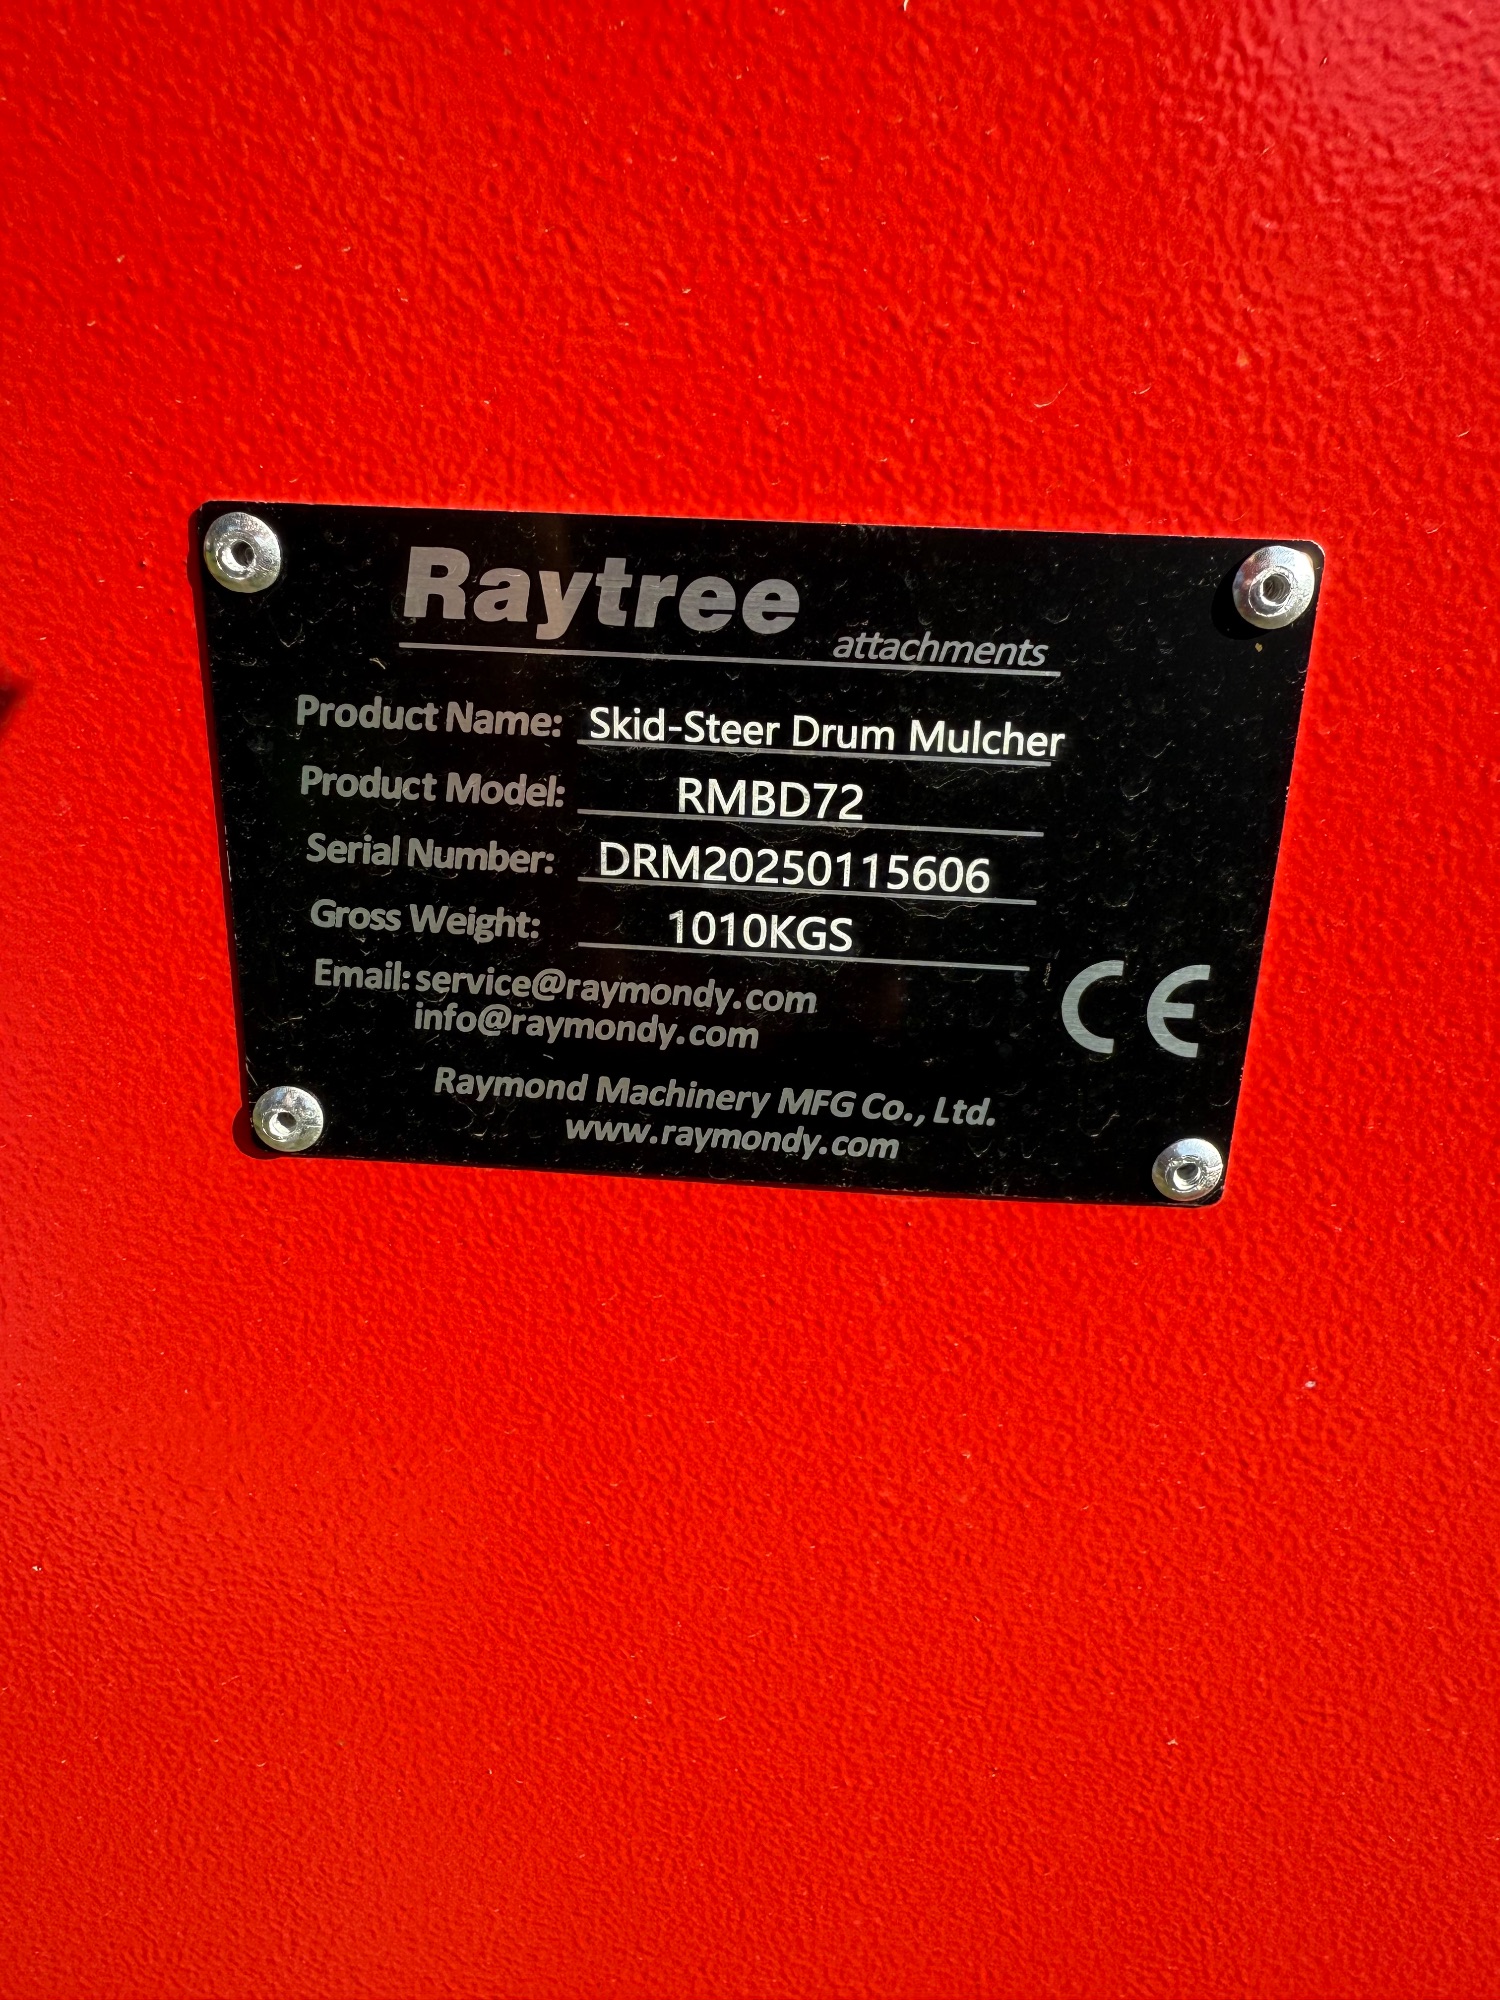 Raytree
attachments
Product Name: Skid-Steer Drum Mulcher
Product Model: RMBD72
Serial Number: DRM20250115606
Gross Weight: 1010KGS
Email: service@raymondy.com
info@raymondy.com
CE
Raymond Machinery MFG Co., Ltd.
www.raymondy.com